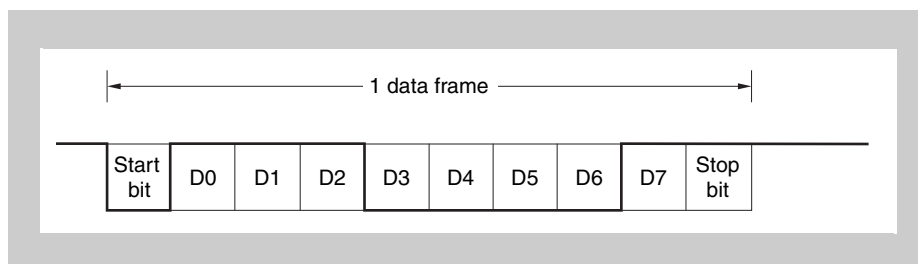 1 data frame
Start bit
D0
D1
D2
D3
D4
D5
D6
D7
Stop bit